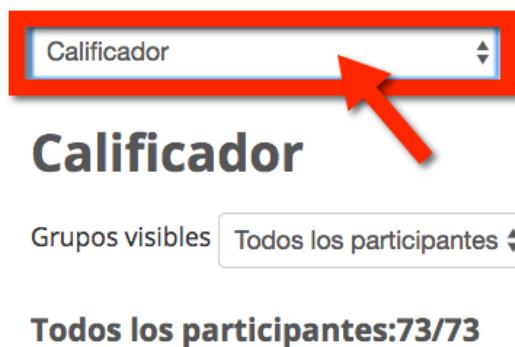 Calificador
Calificador
Grupos visibles Todos los participantes
Todos los participantes:73/73